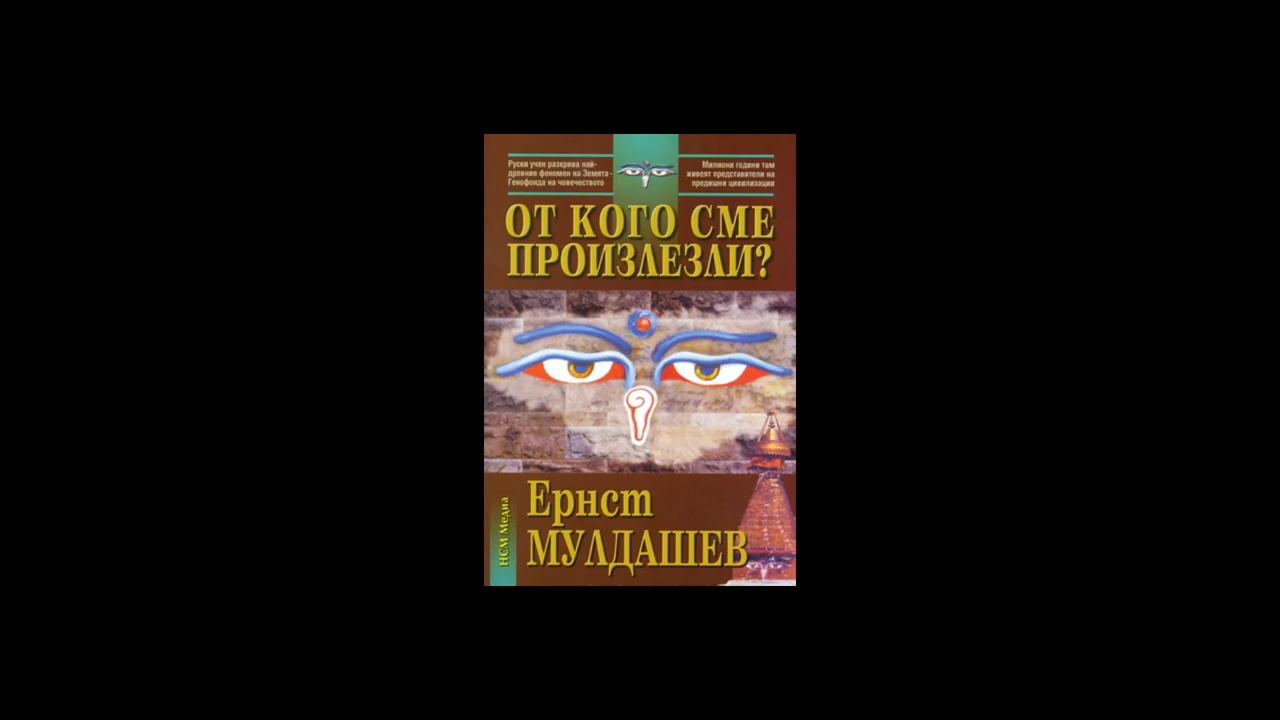 Руски учен разкрива най-
древния феномен на Земята -
Генофонда на човечеството
Милиони години там
живеят представители на
предишни цивилизации
ОТ КОГО СМЕ
ПРОИЗЛЕЗЛИ?
НСМ Медиа
Ернст
МУЛДАШЕВ